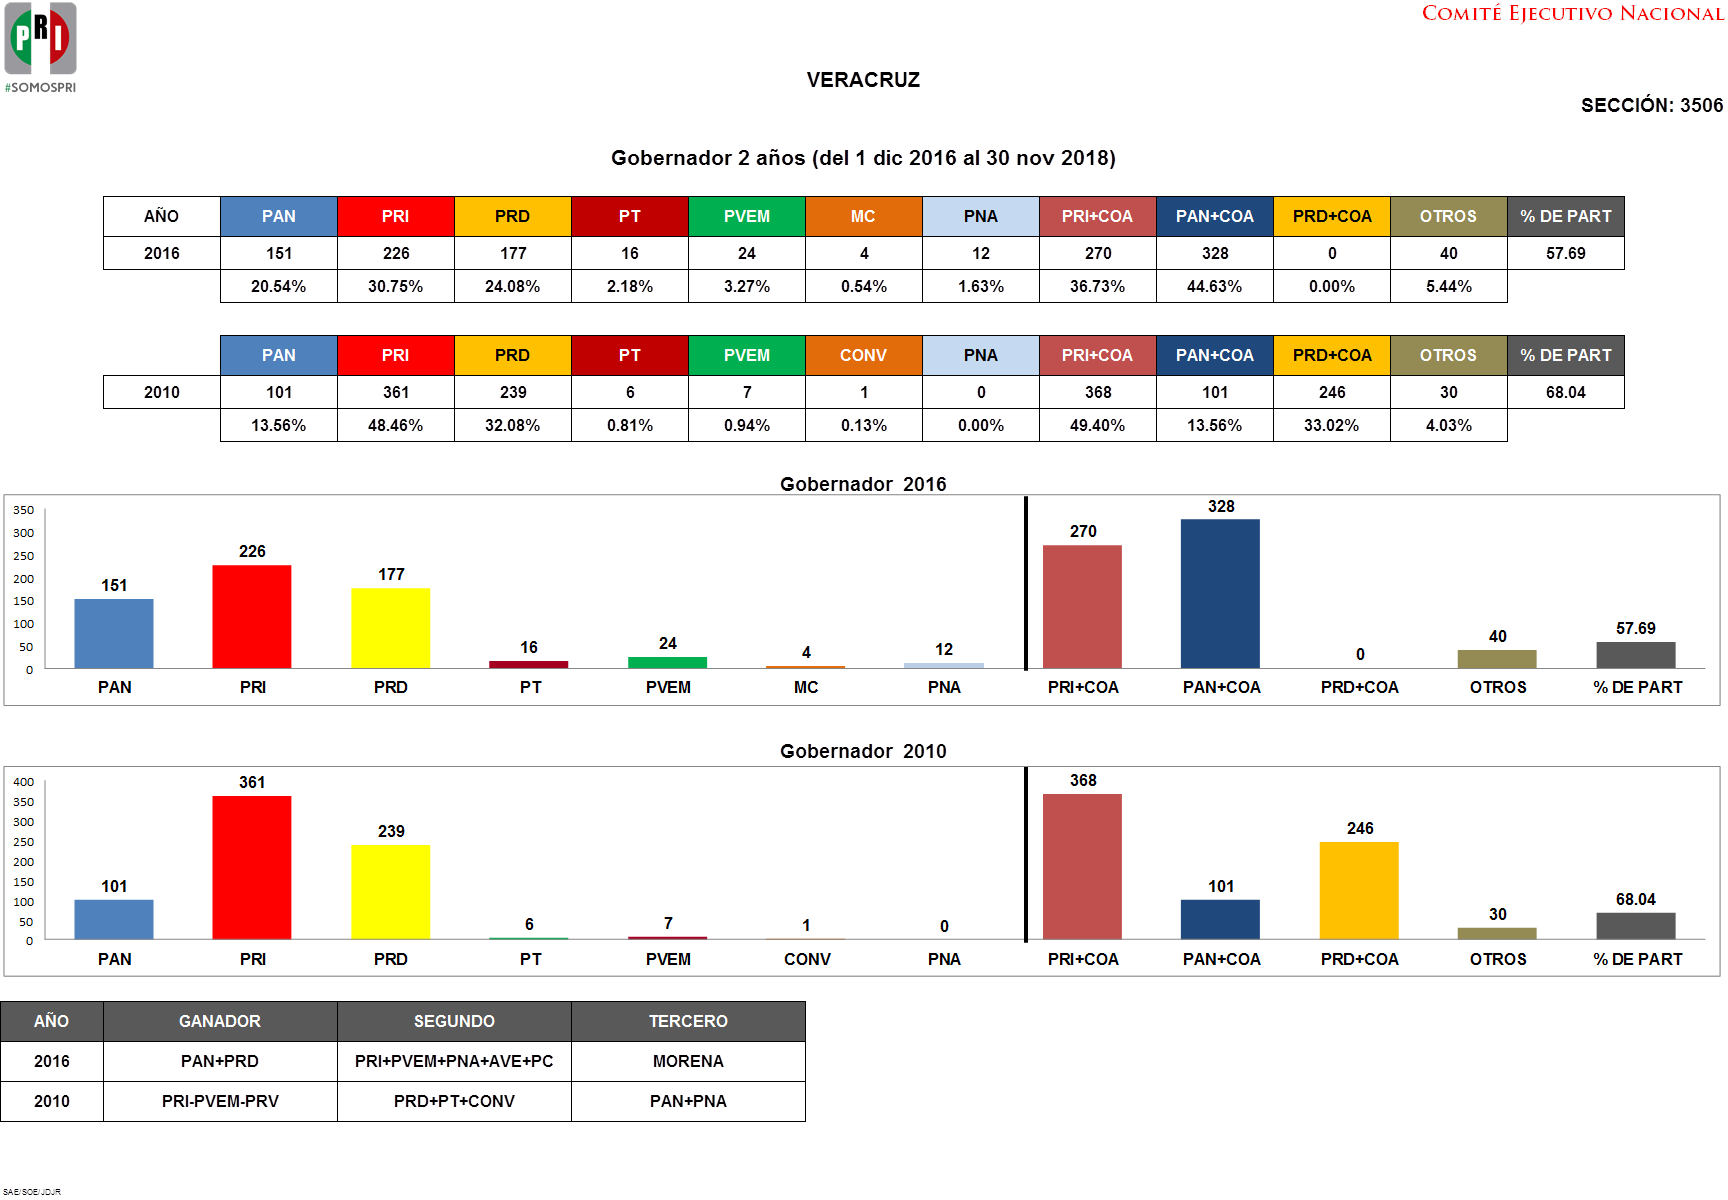 PRI
#SOMOSPRI
COMITÉ EJECUTIVO NACIONAL
VERACRUZ
SECCIÓN: 3506
Gobernador 2 años (del 1 dic 2016 al 30 nov 2018)
AÑO PAN PRI PRD PT PVEM MC PNA PRI+COA PAN+COA PRD+COA OTROS % DE PART
2016 151 226 177 16 24 4 12 270 328 0 40 57.69
20.54% 30.75% 24.08% 2.18% 3.27% 0.54% 1.63% 36.73% 44.63% 0.00% 5.44%
PAN PRI PRD PT PVEM CONV PNA PRI+COA PAN+COA PRD+COA OTROS % DE PART
2010 101 361 239 6 7 1 0 368 101 246 30 68.04
13.56% 48.46% 32.08% 0.81% 0.94% 0.13% 0.00% 49.40% 13.56% 33.02% 4.03%
Gobernador 2016
350
300
250
200
150
100
50
0
151 226 177 16 24 4 12 270 328 0 40 57.69
PAN PRI PRD PT PVEM MC PNA PRI+COA PAN+COA PRD+COA OTROS % DE PART
Gobernador 2010
400
350
300
250
200
150
100
50
0
101 361 239 6 7 1 0 368 101 246 30 68.04
PAN PRI PRD PT PVEM CONV PNA PRI+COA PAN+COA PRD+COA OTROS % DE PART
AÑO GANADOR SEGUNDO TERCERO
2016 PAN+PRD PRI+PVEM+PNA+AVE+PC MORENA
2010 PRI-PVEM-PRV PRD+PT+CONV PAN+PNA
SAE/SOE/JDJR